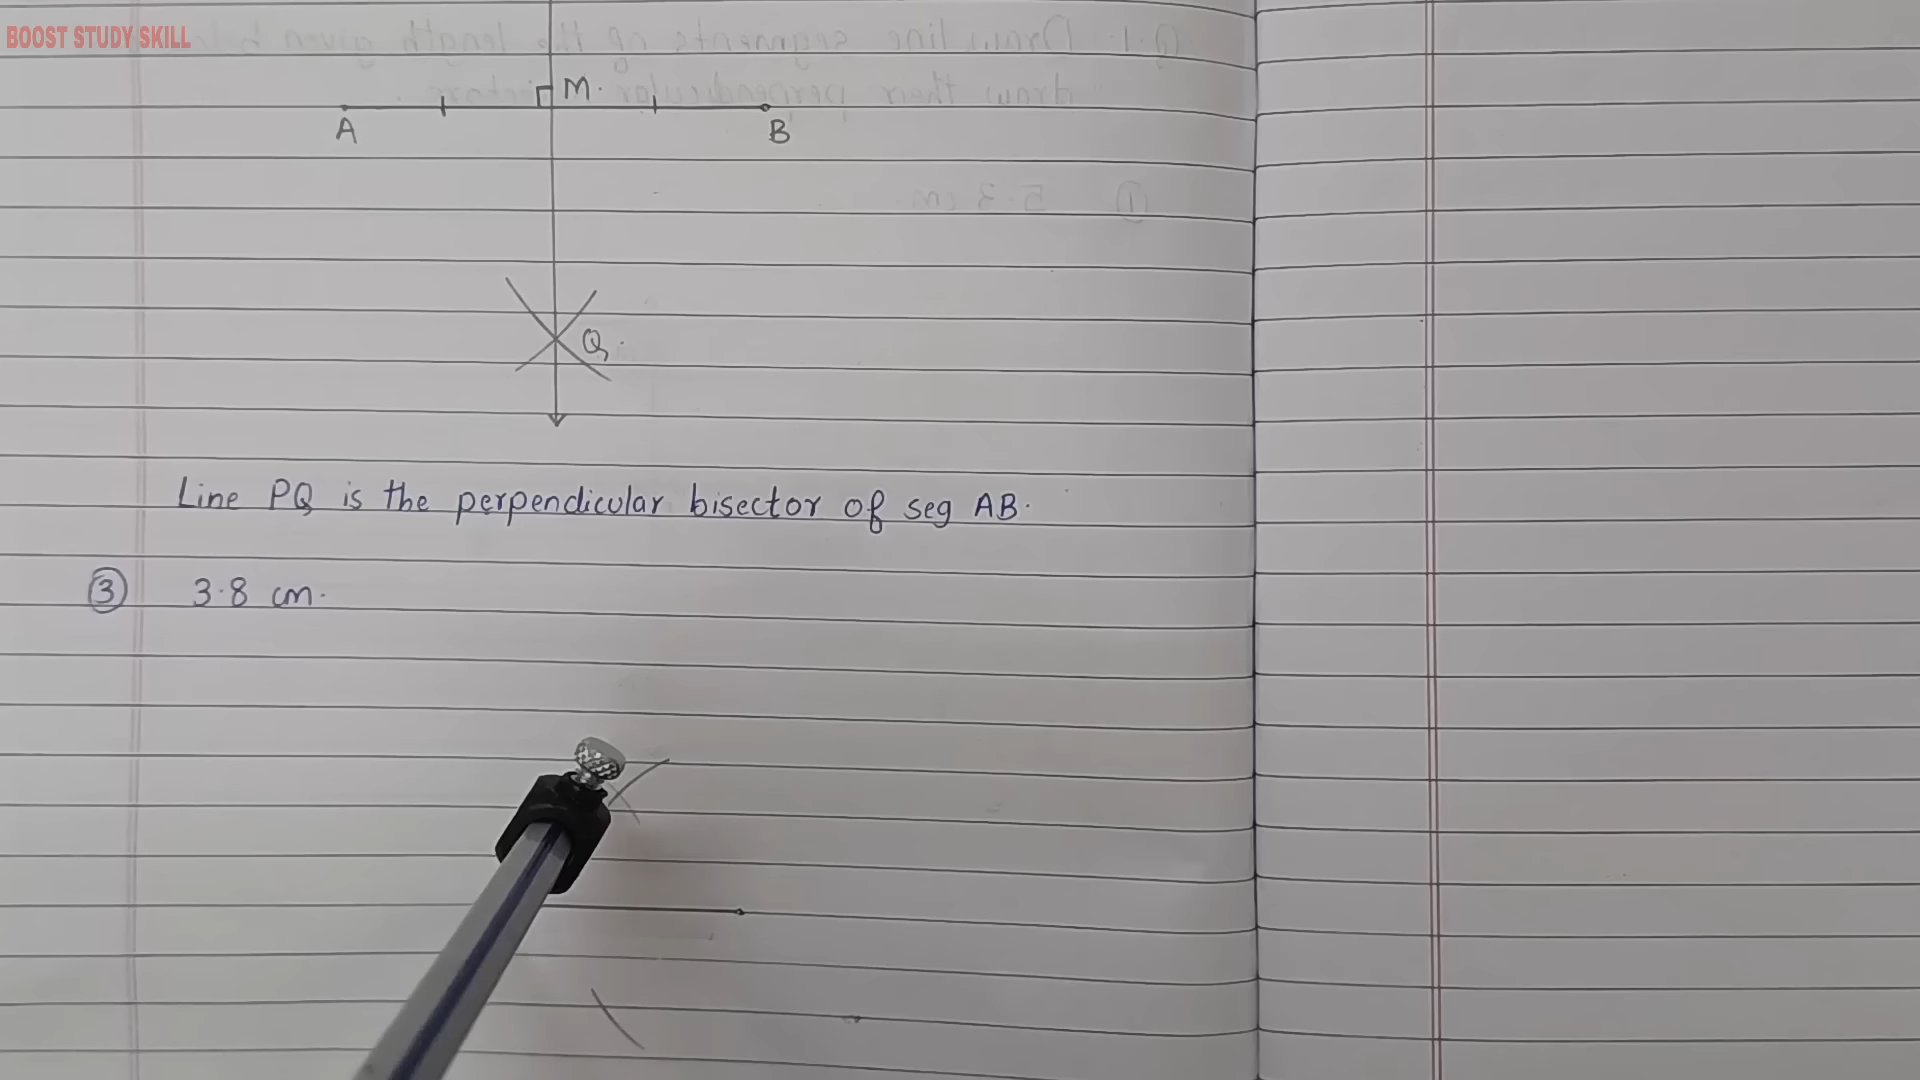 BOOST STUDY SKILL
M.
A
B
Q.
Line PQ is the perpendicular bisector of seg AB.
③ 3.8 cm.